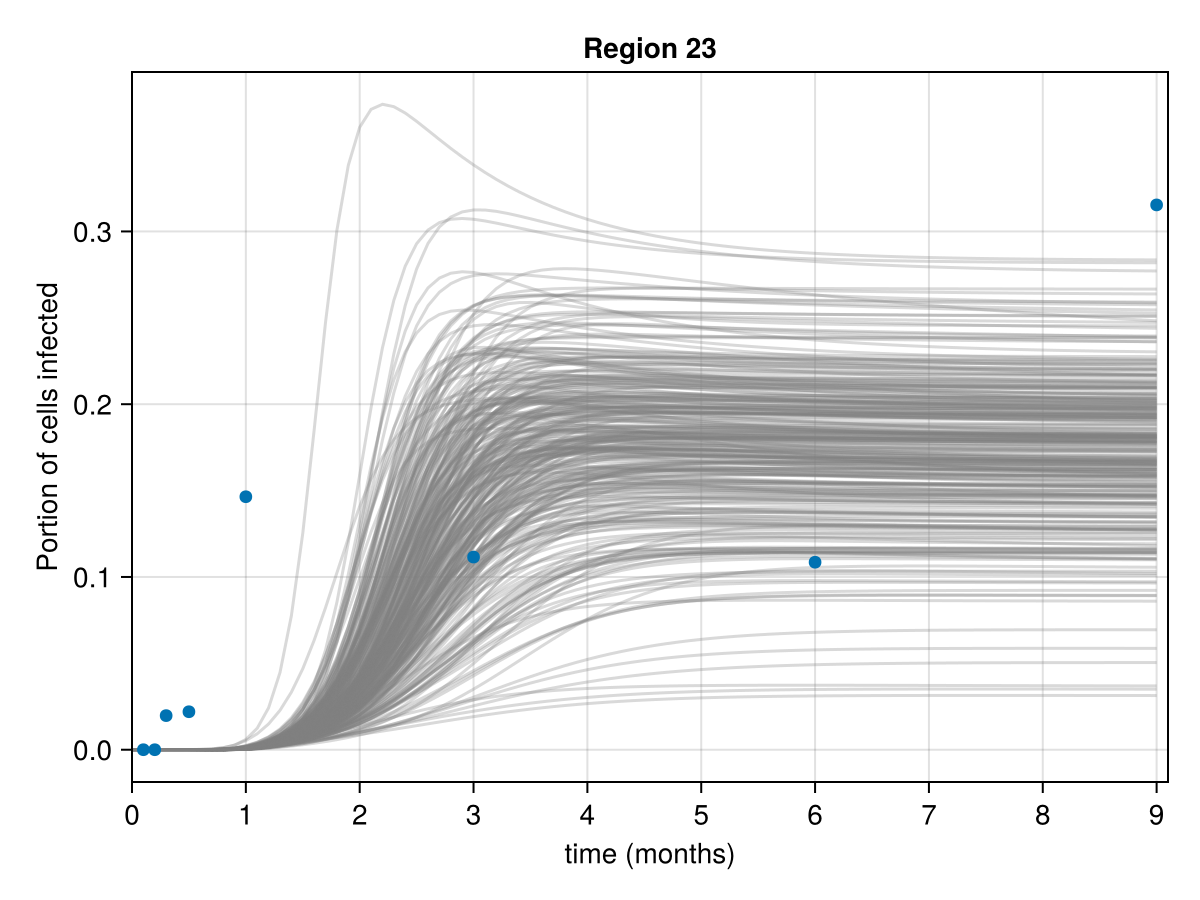 Region 23
Portion of cells infected
0.3
0.2
0.1
0.0
0 1 2 3 4 5 6 7 8 9
time (months)